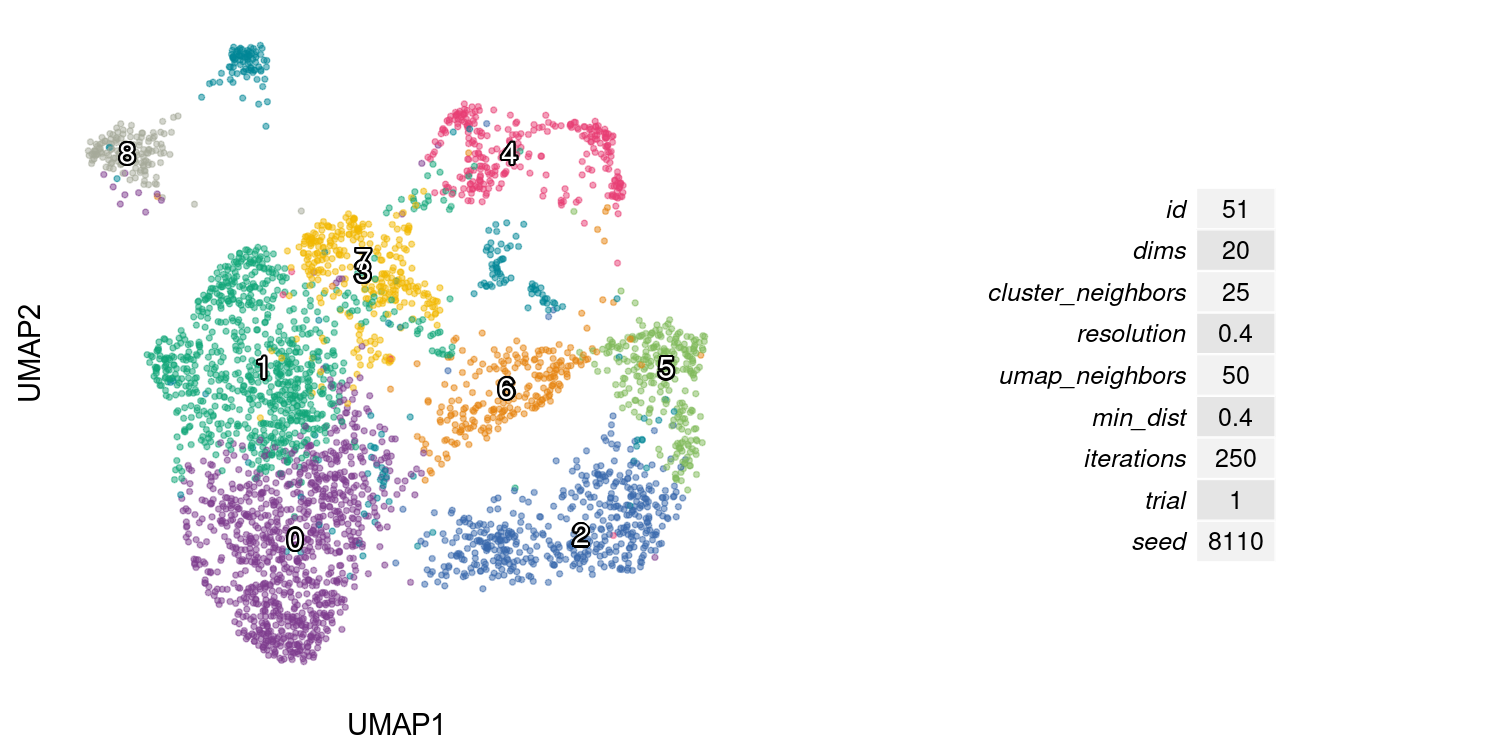 8
4
7
3
1
5
6
2
0
UMAP2
UMAP1
id 51
dims 20
cluster_neighbors 25
resolution 0.4
umap_neighbors 50
min_dist 0.4
iterations 250
trial 1
seed 8110